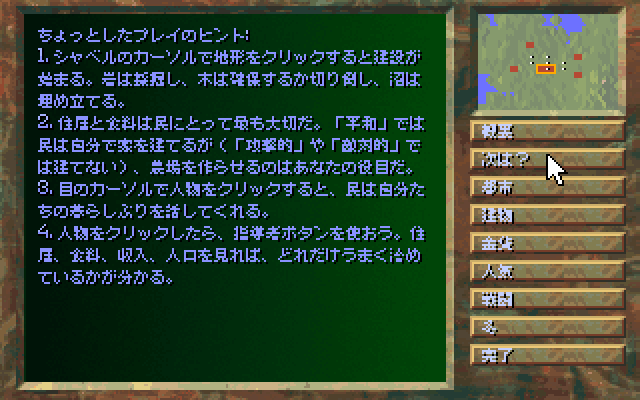 ちょっとしたプレイのヒント:
1. シャベルのカーソルで地形をクリックすると建設が
始まる。岩は採掘し、木は確保するか切り倒し、沼は
埋め立てる。
2. 住居と食料は民にとって最も大切だ。「平和」では
民は自分で家を建てるが(「攻撃的」や「敵対的」で
は建てない)、農場を作らせるのはあなたの役目だ。
3. 目のカーソルで人物をクリックすると、民は自分た
ちの暮らしぶりを話してくれる。
4. 人物をクリックしたら、指導者ボタンを使おう。住
居、食料、収入、人口を見れば、どれだけうまく治め
ているかが分かる。
概要
次は?
都市
建物
金貨
人気
戦闘
冬
完了